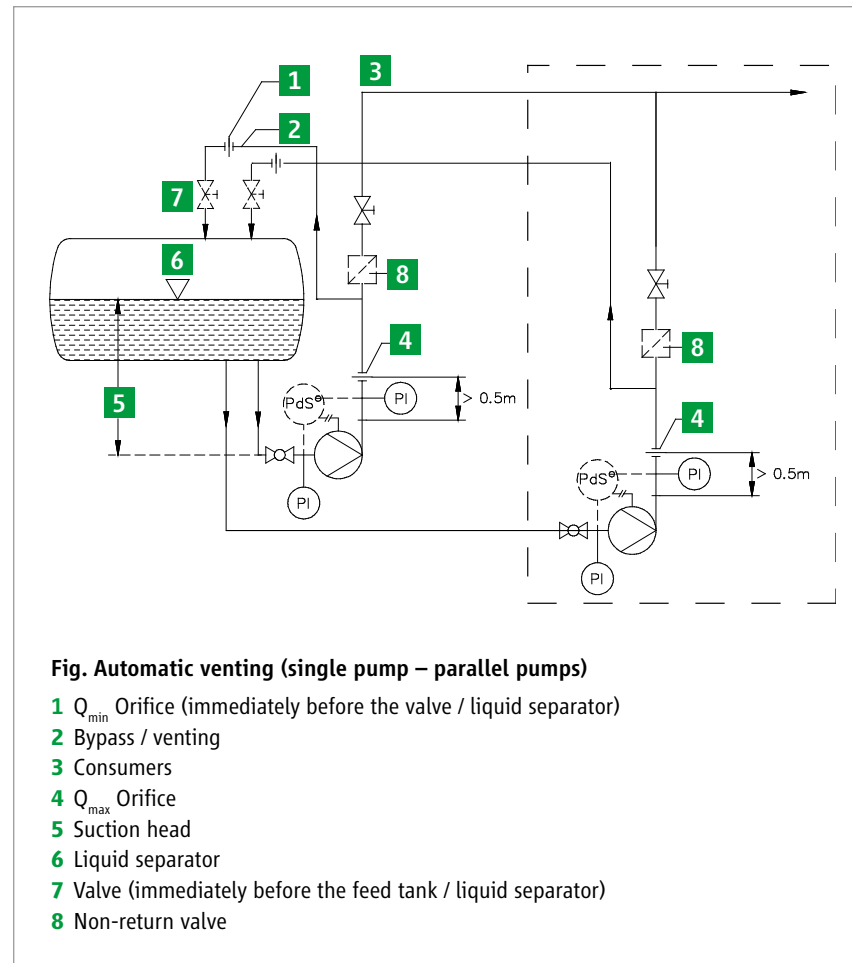 1
3
2
7
6
8
8
4
4
5
PdS
PI
> 0.5m
PI
PdS
PI
> 0.5m
PI
Fig. Automatic venting (single pump – parallel pumps)
1 Qmin Orifice (immediately before the valve / liquid separator)
2 Bypass / venting
3 Consumers
4 Qmax Orifice
5 Suction head
6 Liquid separator
7 Valve (immediately before the feed tank / liquid separator)
8 Non-return valve